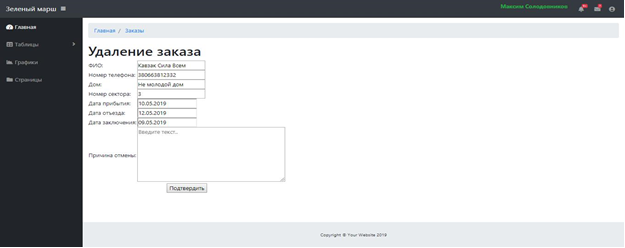 Зеленый марш
Максим Солодовников
Главная
Таблицы
Графики
Страницы
Главная / Заказы
Удаление заказа
ФИО: Кавзак Сила Всем
Номер телефона: 380663812332
Дом: Не молодой дом
Номер сектора: 3
Дата прибытия: 10.05.2019
Дата отъезда: 12.05.2019
Дата заключения: 09.05.2019
Причина отмены: Введите текст..
Подтвердить
Copyright © Your Website 2018